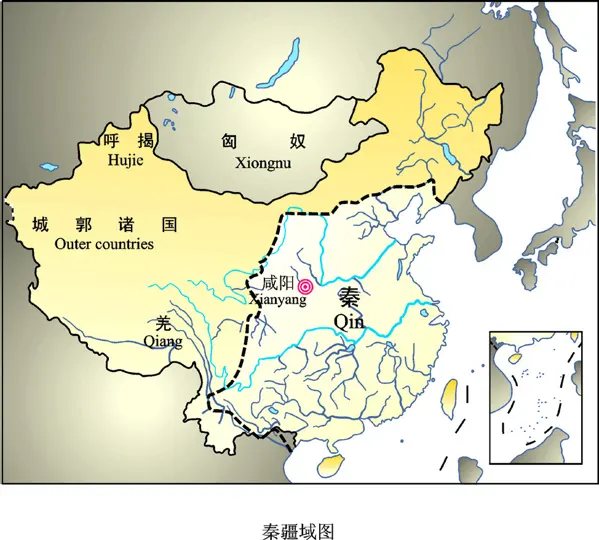 呼揭
Hujie
匈奴
Xiongnu
城郭诸国
Outer countries
咸阳
Xianyang
秦
Qin
羌
Qiang
秦疆域图